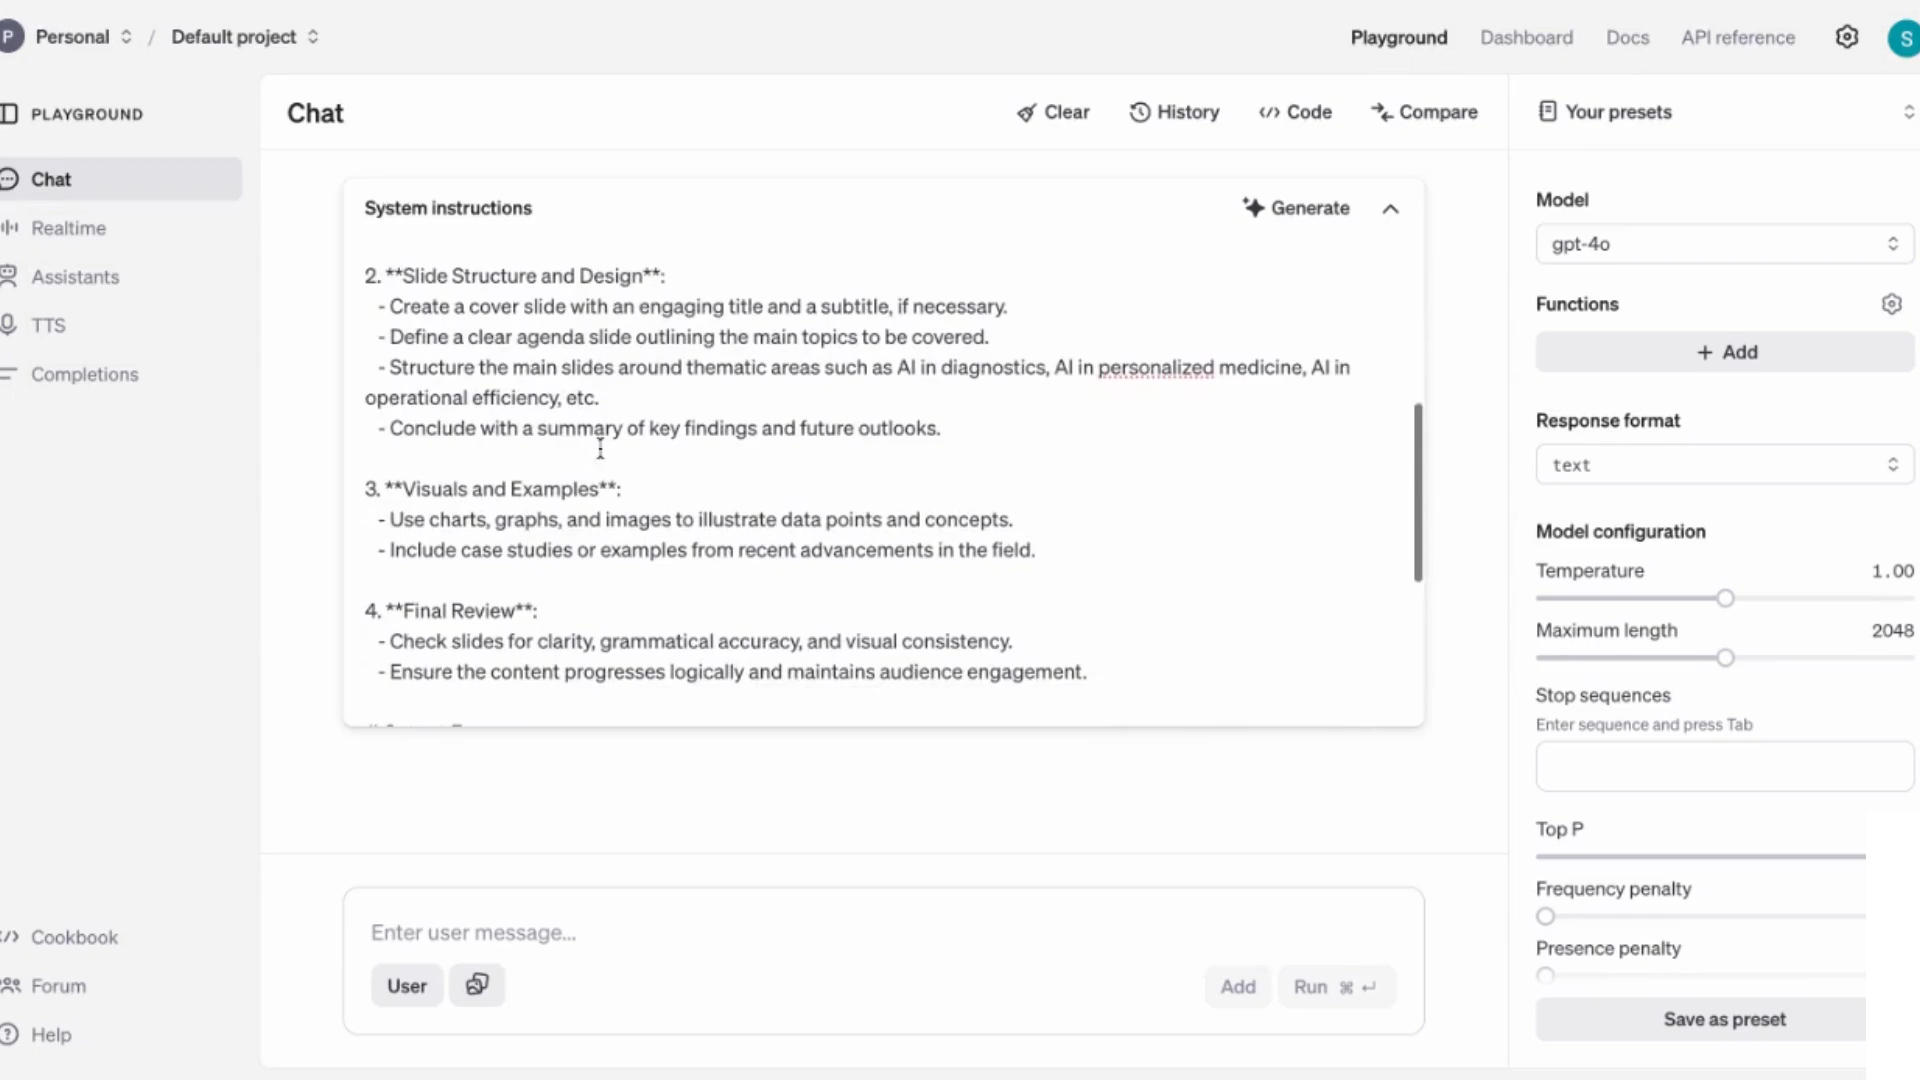 P Personal / Default project
Playground Dashboard Docs API reference S
PLAYGROUND
Chat
Realtime
Assistants
TTS
Completions
Cookbook
Forum
Help
Chat
Clear History Code Compare
System instructions
Generate
2. **Slide Structure and Design**:
- Create a cover slide with an engaging title and a subtitle, if necessary.
- Define a clear agenda slide outlining the main topics to be covered.
- Structure the main slides around thematic areas such as AI in diagnostics, AI in personalized medicine, AI in
operational efficiency, etc.
- Conclude with a summary of key findings and future outlooks.
3. **Visuals and Examples**:
- Use charts, graphs, and images to illustrate data points and concepts.
- Include case studies or examples from recent advancements in the field.
4. **Final Review**:
- Check slides for clarity, grammatical accuracy, and visual consistency.
- Ensure the content progresses logically and maintains audience engagement.
Enter user message...
User
Add
Run ⌘ ↵
Your presets
Model
gpt-4o
Functions
+ Add
Response format
text
Model configuration
Temperature 1.00
Maximum length 2048
Stop sequences
Enter sequence and press Tab
Top P
Frequency penalty
Presence penalty
Save as preset